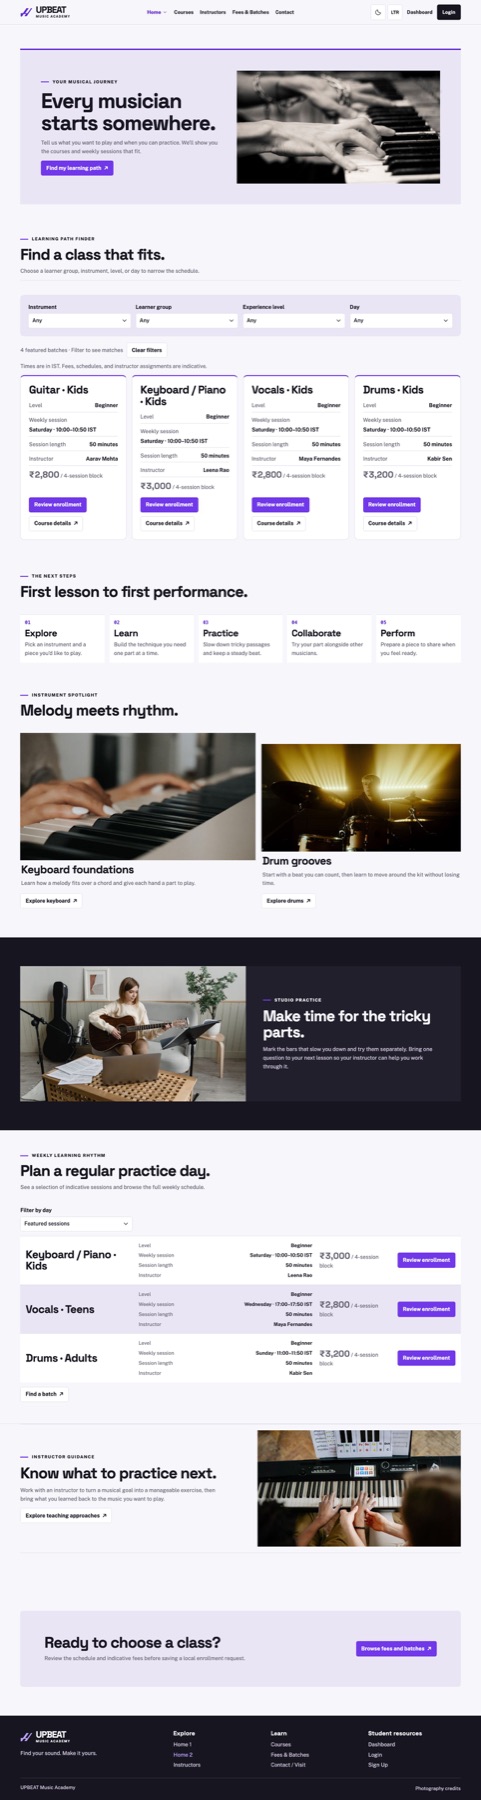 UPBEAT
MUSIC ACADEMY
Home
Courses
Instructors
Fees & Batches
Contact
LTR
Dashboard
Login
YOUR MUSICAL JOURNEY
Every musician
starts somewhere.
Tell us what you want to play and when you can practice. We'll show you
the courses and weekly sessions that fit.
Find my learning path ↗
LEARNING PATH FINDER
Find a class that fits.
Choose a learner group, instrument, level, or day to narrow the schedule.
Instrument
Learner group
Experience level
Day
Any
Any
Any
Any
4 featured batches · Filter to see matches
Clear filters
Times are in IST. Fees, schedules, and instructor assignments are indicative.
Guitar · Kids
Level Beginner
Weekly session
Saturday · 10:00–10:50 IST
Session length 50 minutes
Instructor Aarav Mehta
₹2,800 / 4-session block
Review enrollment
Course details ↗
Keyboard / Piano
· Kids
Level Beginner
Weekly session
Saturday · 10:00–10:50 IST
Session length 50 minutes
Instructor Leena Rao
₹3,000 / 4-session block
Review enrollment
Course details ↗
Vocals · Kids
Level Beginner
Weekly session
Saturday · 10:00–10:50 IST
Session length 50 minutes
Instructor Maya Fernandes
₹2,800 / 4-session block
Review enrollment
Course details ↗
Drums · Kids
Level Beginner
Weekly session
Saturday · 10:00–10:50 IST
Session length 50 minutes
Instructor Kabir Sen
₹3,200 / 4-session block
Review enrollment
Course details ↗
THE NEXT STEPS
First lesson to first performance.
01
Explore
Pick an instrument and a
piece you'd like to play.
02
Learn
Build the technique you need
one part at a time.
03
Practice
Slow down tricky passages
and keep a steady beat.
04
Collaborate
Try your part alongside other
musicians.
05
Perform
Prepare a piece to share when
you feel ready.
INSTRUMENT SPOTLIGHT
Melody meets rhythm.
Keyboard foundations
Learn how a melody fits over a chord and give each hand a part to play.
Explore keyboard ↗
Drum grooves
Start with a beat you can count, then learn to move around the kit without losing
time.
Explore drums ↗
STUDIO PRACTICE
Make time for the tricky
parts.
Mark the bars that slow you down and try them separately. Bring one
question to your next lesson so your instructor can help you work
through it.
WEEKLY LEARNING RHYTHM
Plan a regular practice day.
See a selection of indicative sessions and browse the full weekly schedule.
Filter by day
Featured sessions
Keyboard / Piano ·
Kids
Level Beginner
Weekly session Saturday · 10:00–10:50 IST
Session length 50 minutes
Instructor Leena Rao
₹3,000 / 4-session
block
Review enrollment
Vocals · Teens
Level Beginner
Weekly session Wednesday · 17:00–17:50 IST
Session length 50 minutes
Instructor Maya Fernandes
₹2,800 / 4-session
block
Review enrollment
Drums · Adults
Level Beginner
Weekly session Sunday · 11:00–11:50 IST
Session length 50 minutes
Instructor Kabir Sen
₹3,200 / 4-session
block
Review enrollment
Find a batch ↗
INSTRUCTOR GUIDANCE
Know what to practice next.
Work with an instructor to turn a musical goal into a manageable exercise, then
bring what you learned back to the music you want to play.
Explore teaching approaches ↗
Ready to choose a class?
Review the schedule and indicative fees before saving a local enrollment request.
Browse fees and batches ↗
UPBEAT
MUSIC ACADEMY
Find your sound. Make it yours.
Explore
Home 1
Home 2
Instructors
Learn
Courses
Fees & Batches
Contact / Visit
Student resources
Dashboard
Login
Sign Up
UPBEAT Music Academy
Photography credits